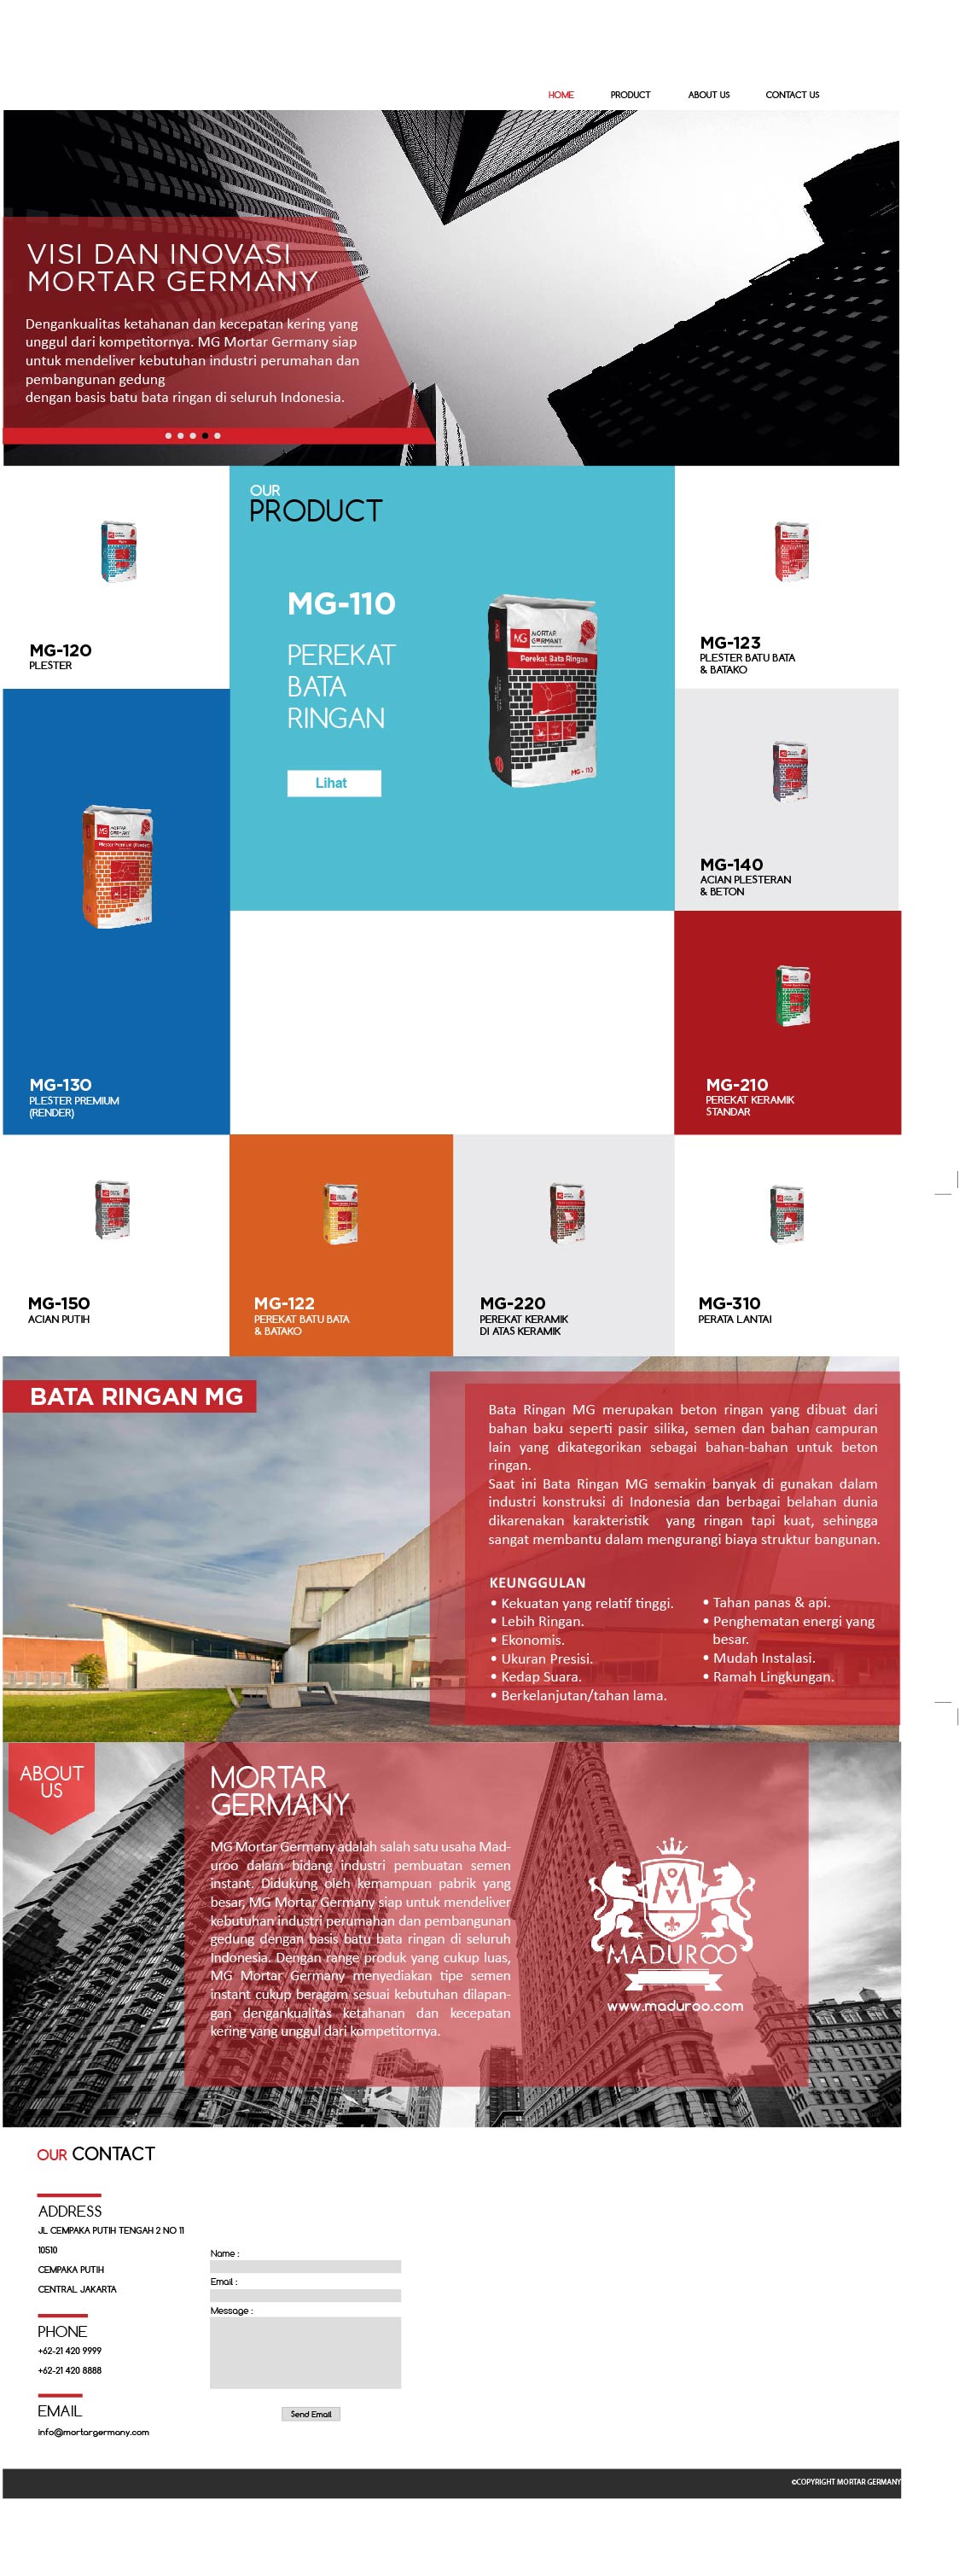 HOME PRODUCT ABOUT US CONTACT US
VISI DAN INOVASI
MORTAR GERMANY
Dengankualitas ketahanan dan kecepatan kering yang
unggul dari kompetitornya. MG Mortar Germany siap
untuk mendeliver kebutuhan industri perumahan dan
pembangunan gedung
dengan basis batu bata ringan di seluruh Indonesia.
OUR
PRODUCT
MG-120
PLESTER
MG-110
PEREKAT
BATA
RINGAN
Lihat
MG
MORTAR
GERMANY
Perekat Bata Ringan
MG - 110
MG-123
PLESTER BATU BATA
& BATAKO
MG-140
ACIAN PLESTERAN
& BETON
MG
MORTAR
GERMANY
Plester Premium (Render)
MG-130
PLESTER PREMIUM
(RENDER)
MG-210
PEREKAT KERAMIK
STANDAR
MG-150
ACIAN PUTIH
MG-122
PEREKAT BATU BATA
& BATAKO
MG-220
PEREKAT KERAMIK
DI ATAS KERAMIK
MG-310
PERATA LANTAI
BATA RINGAN MG
Bata Ringan MG merupakan beton ringan yang dibuat dari
bahan baku seperti pasir silika, semen dan bahan campuran
lain yang dikategorikan sebagai bahan-bahan untuk beton
ringan.
Saat ini Bata Ringan MG semakin banyak di gunakan dalam
industri konstruksi di Indonesia dan berbagai belahan dunia
dikarenakan karakteristik yang ringan tapi kuat, sehingga
sangat membantu dalam mengurangi biaya struktur bangunan.
KEUNGGULAN
• Kekuatan yang relatif tinggi.
• Lebih Ringan.
• Ekonomis.
• Ukuran Presisi.
• Kedap Suara.
• Berkelanjutan/tahan lama.
• Tahan panas & api.
• Penghematan energi yang
besar.
• Mudah Instalasi.
• Ramah Lingkungan.
ABOUT
US
MORTAR
GERMANY
MG Mortar Germany adalah salah satu usaha Mad-
uroo dalam bidang industri pembuatan semen
instant. Didukung oleh kemampuan pabrik yang
besar, MG Mortar Germany siap untuk mendeliver
kebutuhan industri perumahan dan pembangunan
gedung dengan basis batu bata ringan di seluruh
Indonesia. Dengan range produk yang cukup luas,
MG Mortar Germany menyediakan tipe semen
instant cukup beragam sesuai kebutuhan dilapan-
gan dengankualitas ketahanan dan kecepatan
kering yang unggul dari kompetitornya.
MADUROO
www.maduroo.com
OUR CONTACT
ADDRESS
JL CEMPAKA PUTIH TENGAH 2 NO 11
10510
CEMPAKA PUTIH
CENTRAL JAKARTA
PHONE
+62-21 420 9999
+62-21 420 8888
EMAIL
info@mortargermany.com
Name :
Email :
Message :
Send Email
©COPYRIGHT MORTAR GERMANY